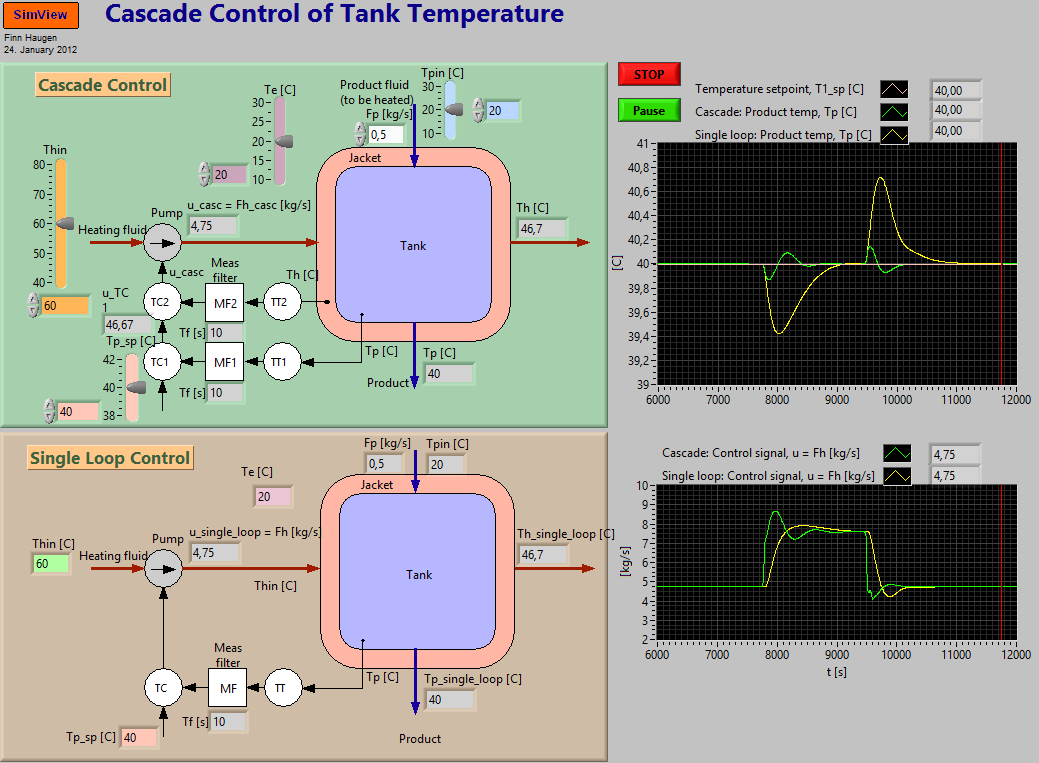 SimView
Cascade Control of Tank Temperature
Finn Haugen
24. January 2012
Cascade Control
Te [C]
30
25
20
15
10
20
Product fluid
(to be heated)
Fp [kg/s]
0,5
Tpin [C]
30
20
10
20
Thin
80
70
60
50
40
60
Jacket
Tank
Pump
u_casc = Fh_casc [kg/s]
4,75
Heating fluid
Th [C]
46,7
u_casc
Meas
filter
Th [C]
u_TC
1
46,67
TC2
MF2
TT2
Tf [s]
10
Tp_sp [C]
42
40
38
40
TC1
MF1
TT1
Tf [s]
10
Tp [C]
Tp [C]
40
Product
STOP
Pause
Temperature setpoint, T1_sp [C]
40,00
Cascade: Product temp, Tp [C]
40,00
Single loop: Product temp, Tp [C]
40,00
41
40,8
40,6
40,4
40,2
40
39,8
39,6
39,4
39,2
39
[C]
6000
7000
8000
9000
10000
11000
12000
Single Loop Control
Fp [kg/s]
0,5
Tpin [C]
20
Te [C]
20
Jacket
Tank
Thin [C]
60
Pump
u_single_loop = Fh [kg/s]
4,75
Heating fluid
Thin [C]
Th_single_loop [C]
46,7
Meas
filter
TC
MF
TT
Tf [s]
10
Tp_sp [C]
40
Tp [C]
Tp_single_loop [C]
40
Product
Cascade: Control signal, u = Fh [kg/s]
4,75
Single loop: Control signal, u = Fh [kg/s]
4,75
10
9
8
7
6
5
4
3
2
[kg/s]
6000
7000
8000
9000
10000
11000
12000
t [s]